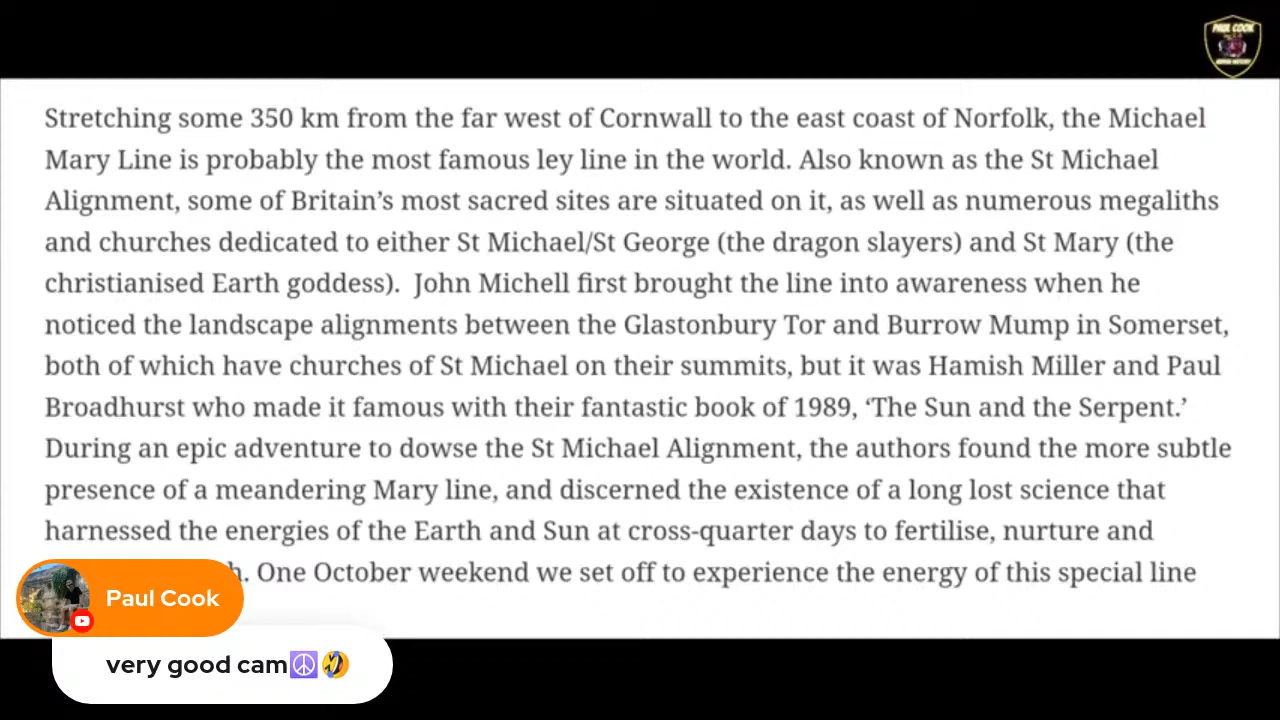 PAUL COOK
Stretching some 350 km from the far west of Cornwall to the east coast of Norfolk, the Michael
Mary Line is probably the most famous ley line in the world. Also known as the St Michael
Alignment, some of Britain’s most sacred sites are situated on it, as well as numerous megaliths
and churches dedicated to either St Michael/St George (the dragon slayers) and St Mary (the
christianised Earth goddess).  John Michell first brought the line into awareness when he
noticed the landscape alignments between the Glastonbury Tor and Burrow Mump in Somerset,
both of which have churches of St Michael on their summits, but it was Hamish Miller and Paul
Broadhurst who made it famous with their fantastic book of 1989, ‘The Sun and the Serpent.’
During an epic adventure to dowse the St Michael Alignment, the authors found the more subtle
presence of a meandering Mary line, and discerned the existence of a long lost science that
harnessed the energies of the Earth and Sun at cross-quarter days to fertilise, nurture and
h. One October weekend we set off to experience the energy of this special line
Paul Cook
very good cam☮️🤣